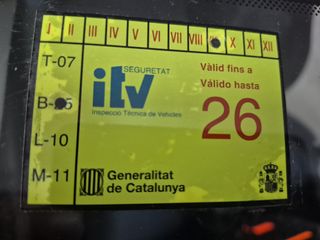 I II III IV V VI VII VIII X XI XII
T-07
B-
L-10
M-11
SEGURETAT
itv
Inspecció Tècnica de Vehicles
Vàlid fins a
Válido hasta
26
Generalitat
de Catalunya